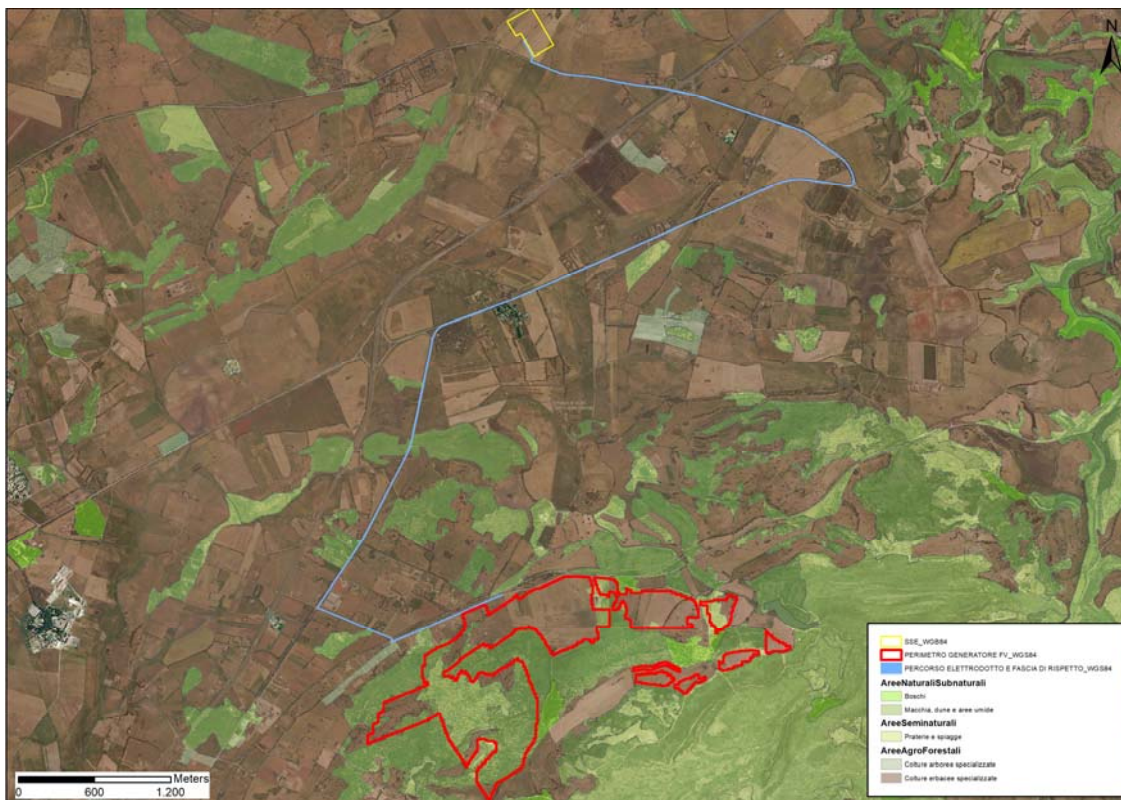 N
SSE_WGB84
PERIMETRO GENERATORE FV_WGS84
PERCORSO ELETTRODOTTO E FASCIA DI RISPETTO_WGS84
AreeNaturaliSubnaturali
Boschi
Macchia, dune e aree umide
AreeSeminaturali
Praterie e spiagge
AreeAgroForestali
Colture arboree specializzate
Colture erbacee specializzate
Meters
0 600 1.200